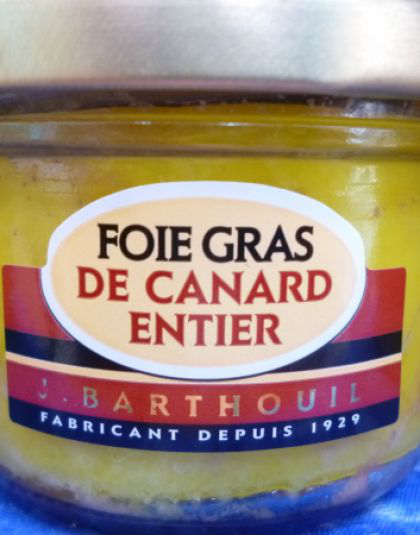 FOIE GRAS
DE CANARD
ENTIER
J. BARTHOUIL
FABRICANT DEPUIS 1929